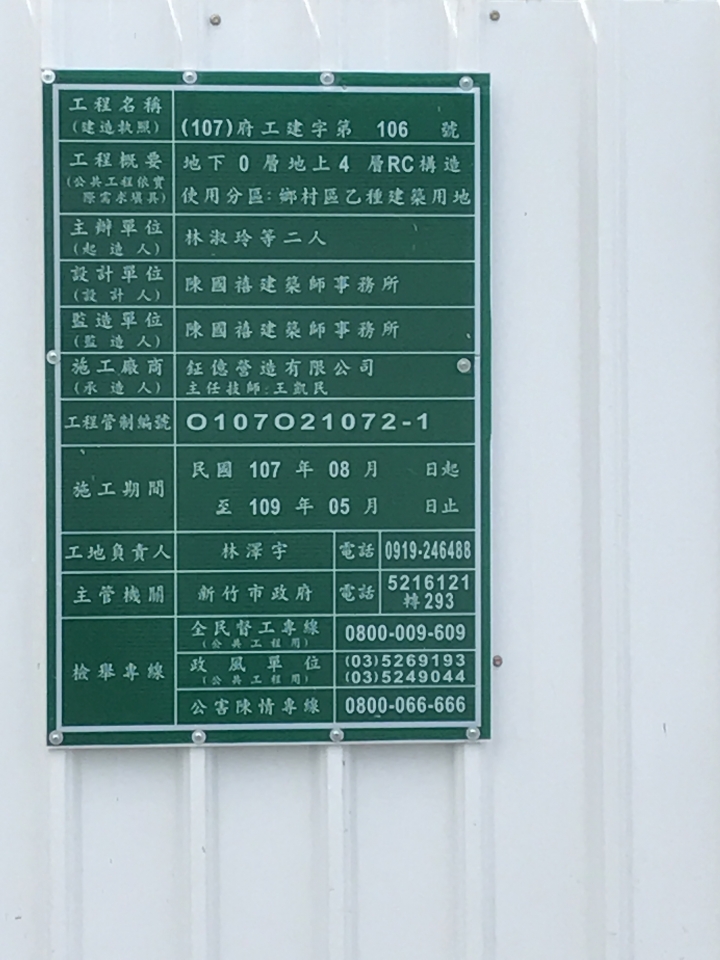 工程名稱
(建造執照)
(107)府工建字第 106 號
工程概要
(公共工程依實
際需求填具)
地下 0 層地上 4 層RC構造
使用分區:鄉村區乙種建築用地
主辦單位
(起造人)
林淑玲等二人
設計單位
(設計人)
陳國禧建築師事務所
監造單位
(監造人)
陳國禧建築師事務所
施工廠商
(承造人)
鉦億營造有限公司
主任技師:王凱民
工程管制編號
O107O21072-1
施工期間
民國 107 年 08 月 日起
至 109 年 05 月 日止
工地負責人
林澤宇
電話
0919-246488
主管機關
新竹市政府
電話
5216121
轉293
檢舉專線
全民督工專線
(公共工程用)
0800-009-609
政風單位
(公共工程用)
(03)5269193
(03)5249044
公害陳情專線
0800-066-666